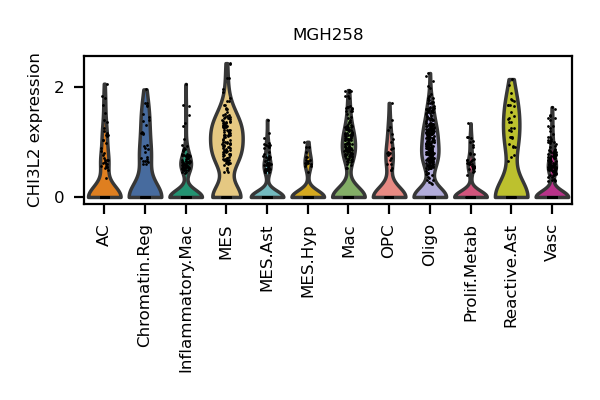 MGH258
CHI3L2 expression
2
0
AC
Chromatin.Reg
Inflammatory.Mac
MES
MES.Ast
MES.Hyp
Mac
OPC
Oligo
Prolif.Metab
Reactive.Ast
Vasc